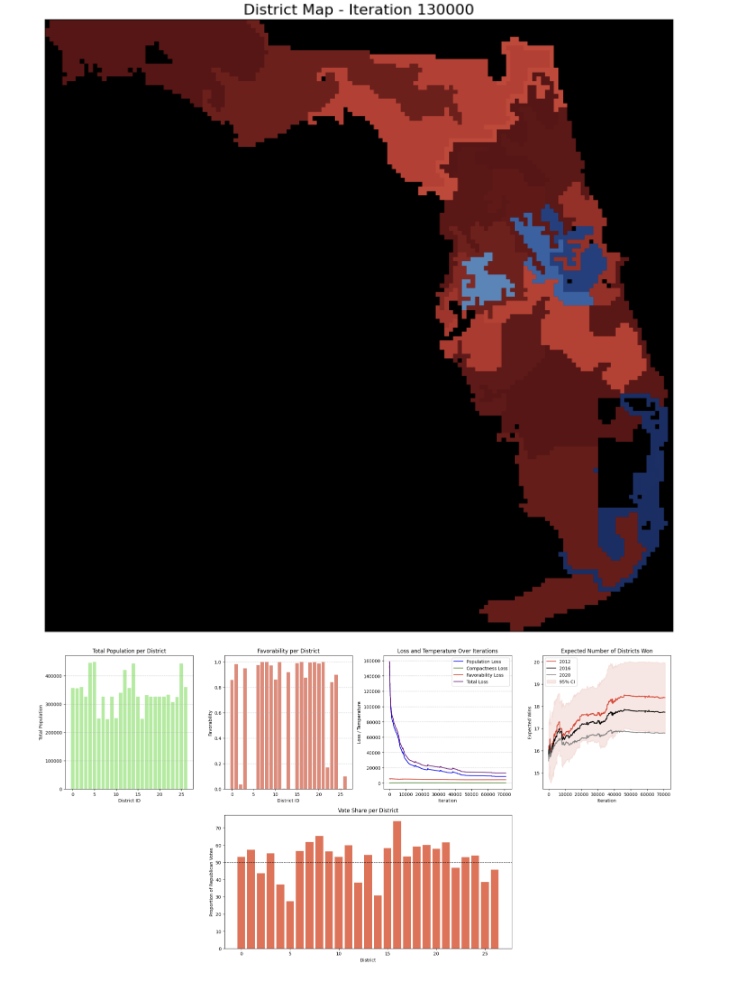 District Map - Iteration 130000
Total Population per District
Total Population
400000
300000
200000
100000
0
0 5 10 15 20 25
District ID
Favorability per District
Favorability
1.0
0.8
0.6
0.4
0.2
0.0
0 5 10 15 20 25
District ID
Loss and Temperature Over Iterations
Loss / Temperature
160000
140000
120000
100000
80000
60000
40000
20000
0
Population Loss
Compactness Loss
Favorability Loss
Total Loss
0 10000 20000 30000 40000 50000 60000 70000
Iteration
Expected Number of Districts Won
Expected Wins
20
19
18
17
16
15
2012
2016
2020
95% CI
0 10000 20000 30000 40000 50000 60000 70000
Iteration
Vote Share per District
Proportion of Republican Votes
70
60
50
40
30
20
10
0
0 5 10 15 20 25
District